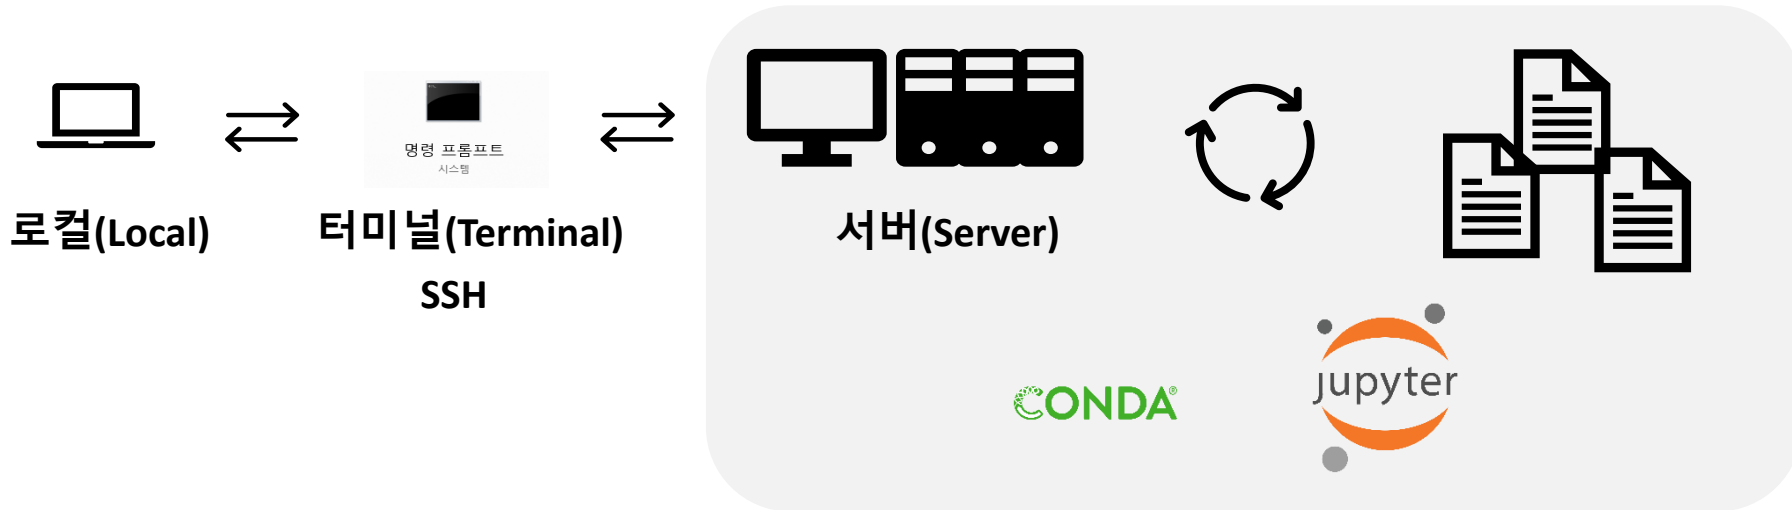 명령 프롬프트
시스템
로컬(Local)
터미널(Terminal)
SSH
서버(Server)
CONDA®
jupyter